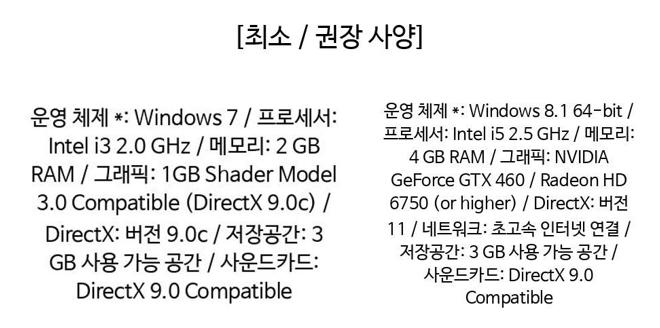 [최소 / 권장 사양]
운영 체제 *: Windows 7 / 프로세서:
Intel i3 2.0 GHz / 메모리: 2 GB
RAM / 그래픽: 1GB Shader Model
3.0 Compatible (DirectX 9.0c) /
DirectX: 버전 9.0c / 저장공간: 3
GB 사용 가능 공간 / 사운드카드:
DirectX 9.0 Compatible
운영 체제 *: Windows 8.1 64-bit /
프로세서: Intel i5 2.5 GHz / 메모리:
4 GB RAM / 그래픽: NVIDIA
GeForce GTX 460 / Radeon HD
6750 (or higher) / DirectX: 버전
11 / 네트워크: 초고속 인터넷 연결 /
저장공간: 3 GB 사용 가능 공간 /
사운드카드: DirectX 9.0
Compatible